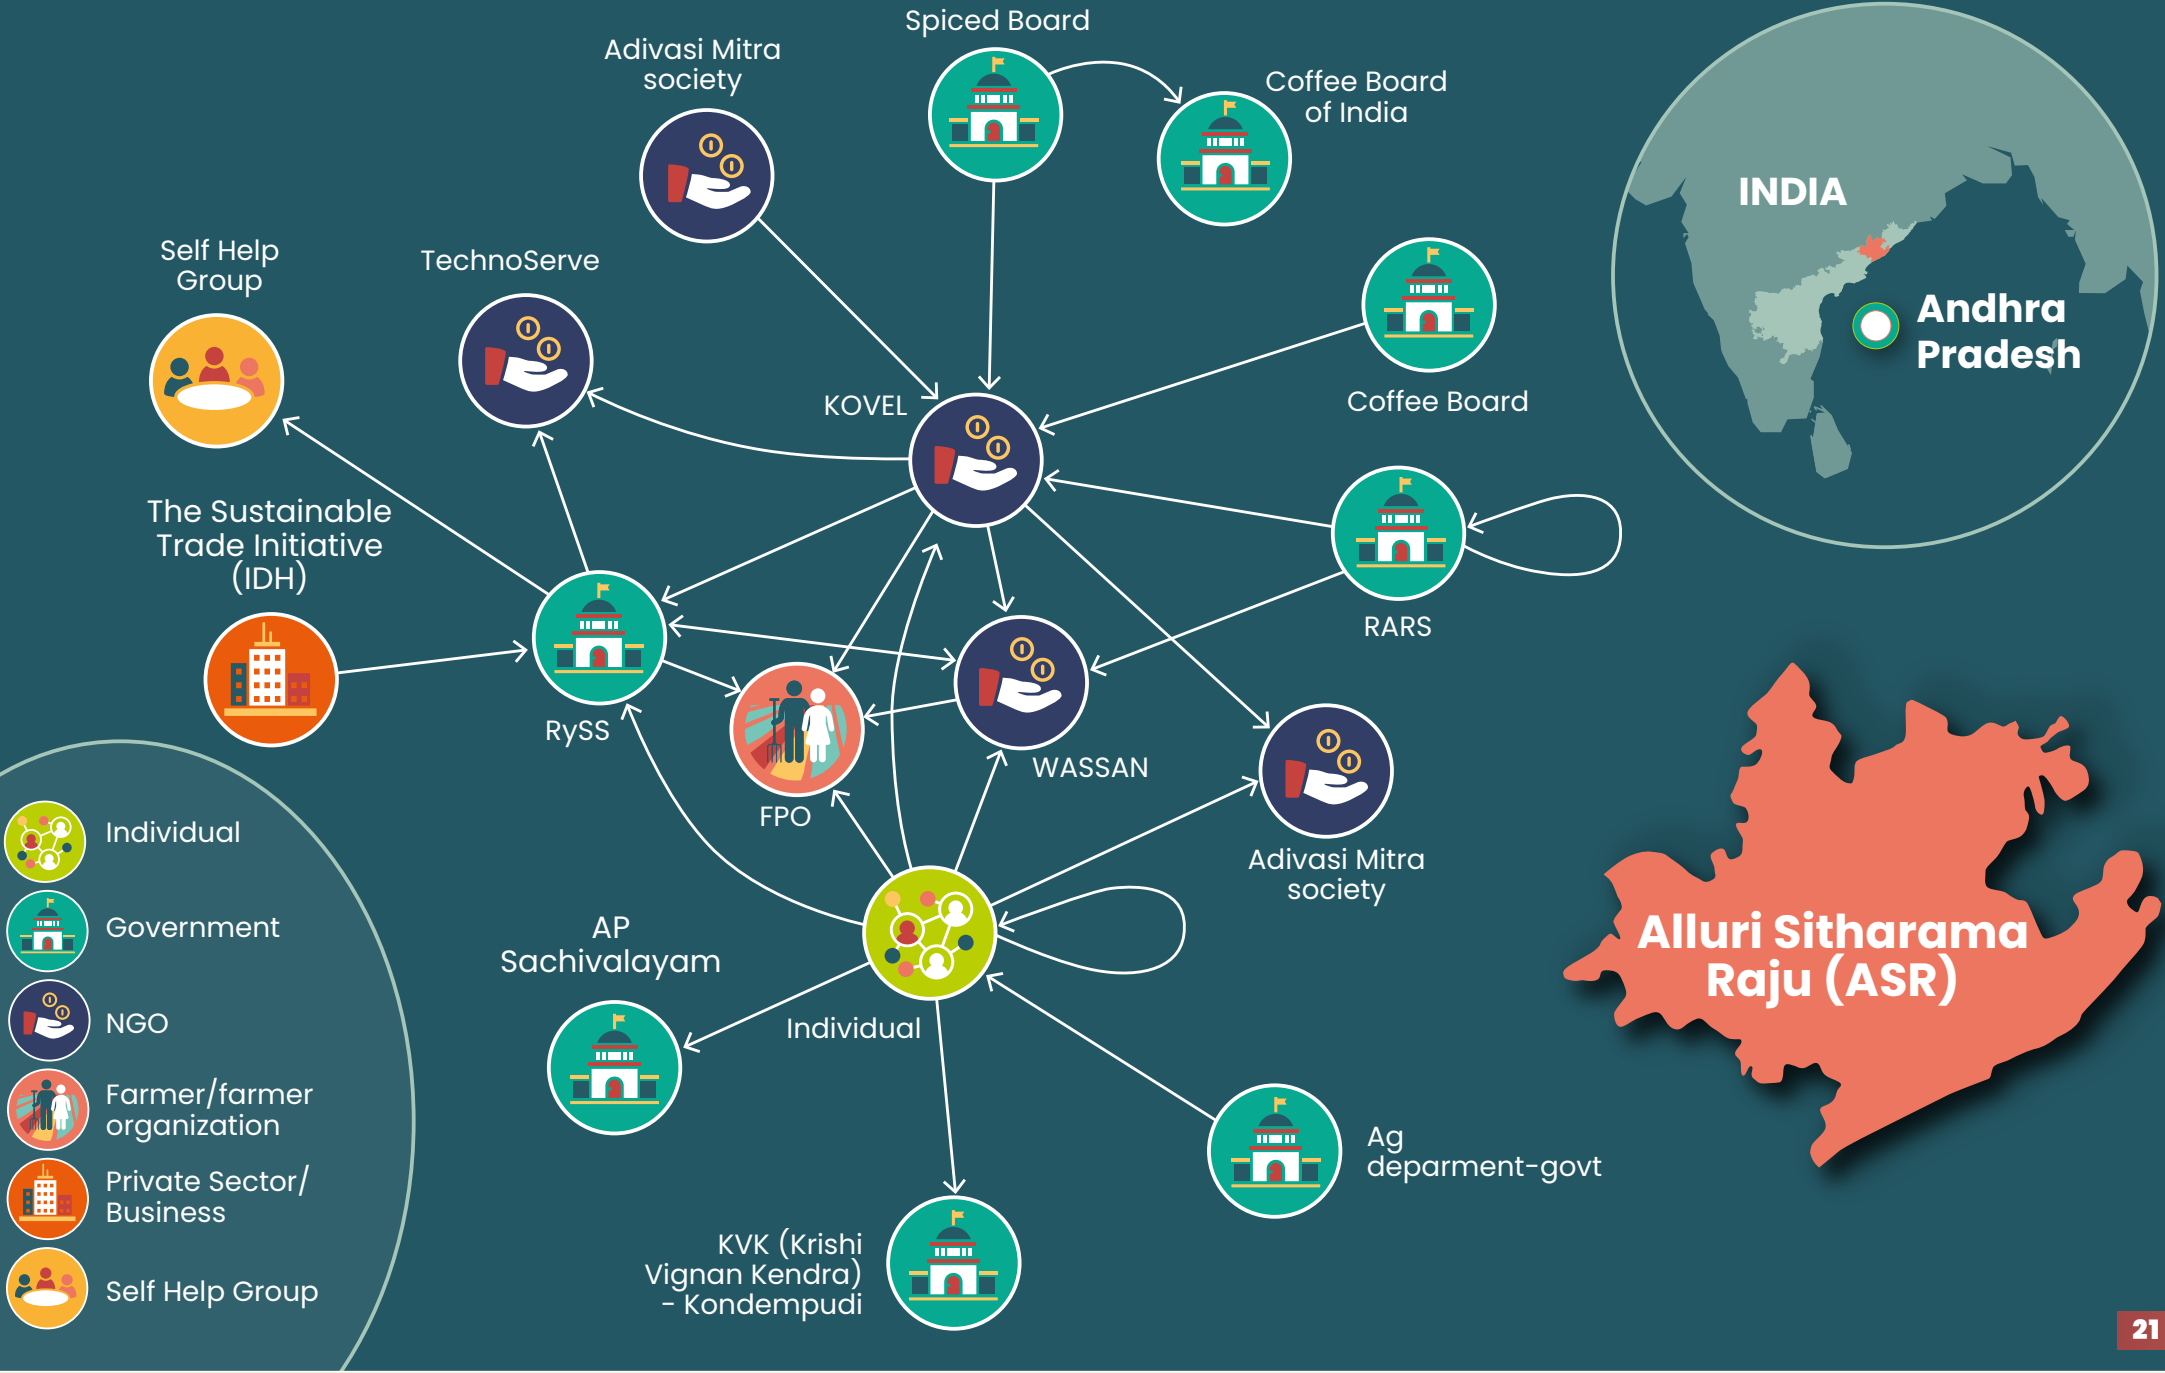 Spiced Board
Adivasi Mitra
society
Coffee Board
of India
INDIA
Self Help
Group
TechnoServe
Andhra
Pradesh
KOVEL
Coffee Board
The Sustainable
Trade Initiative
(IDH)
RARS
RySS
WASSAN
FPO
Adivasi Mitra
society
Individual
Government
NGO
Farmer/farmer
organization
Private Sector/
Business
Self Help Group
AP
Sachivalayam
Individual
Alluri Sitharama
Raju (ASR)
Ag
deparment-govt
KVK (Krishi
Vignan Kendra)
- Kondempudi
21